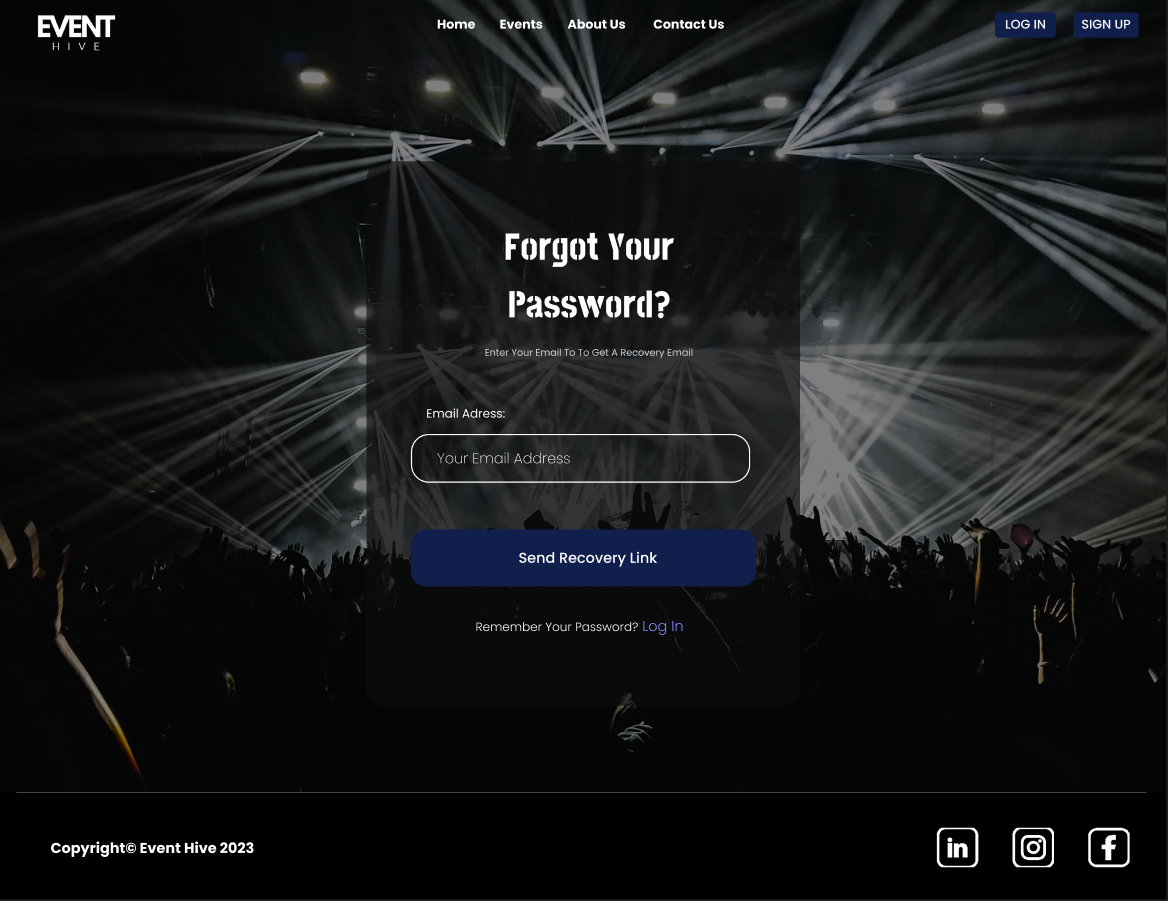 EVENT
HIVE
Home Events About Us Contact Us
LOG IN SIGN UP
Forgot Your
Password?
Enter Your Email To To Get A Recovery Email
Email Adress:
Your Email Address
Send Recovery Link
Remember Your Password? Log In
Copyright© Event Hive 2023
in
f